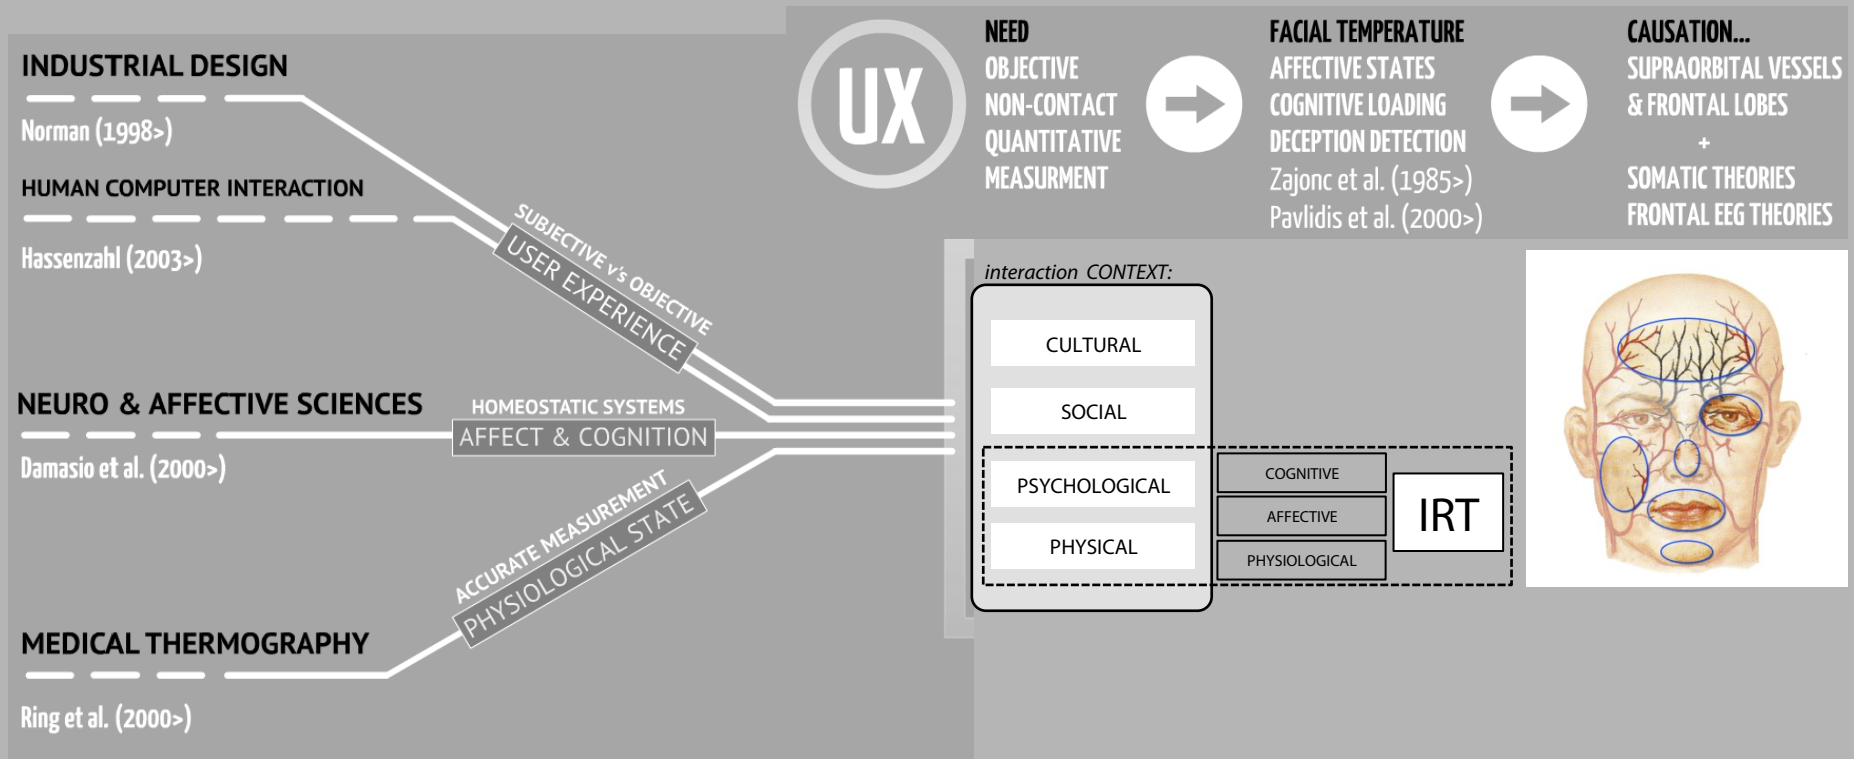 INDUSTRIAL DESIGN
Norman (1998>)
HUMAN COMPUTER INTERACTION
Hassenzahl (2003>)
SUBJECTIVE v's OBJECTIVE
USER EXPERIENCE
NEURO & AFFECTIVE SCIENCES
Damasio et al. (2000>)
HOMEOSTATIC SYSTEMS
AFFECT & COGNITION
ACCURATE MEASUREMENT
PHYSIOLOGICAL STATE
MEDICAL THERMOGRAPHY
Ring et al. (2000>)
UX
NEED
OBJECTIVE
NON-CONTACT
QUANTITATIVE
MEASURMENT
FACIAL TEMPERATURE
AFFECTIVE STATES
COGNITIVE LOADING
DECEPTION DETECTION
Zajonc et al. (1985>)
Pavlidis et al. (2000>)
CAUSATION...
SUPRAORBITAL VESSELS
& FRONTAL LOBES
+
SOMATIC THEORIES
FRONTAL EEG THEORIES
interaction CONTEXT:
CULTURAL
SOCIAL
PSYCHOLOGICAL
PHYSICAL
COGNITIVE
AFFECTIVE
PHYSIOLOGICAL
IRT